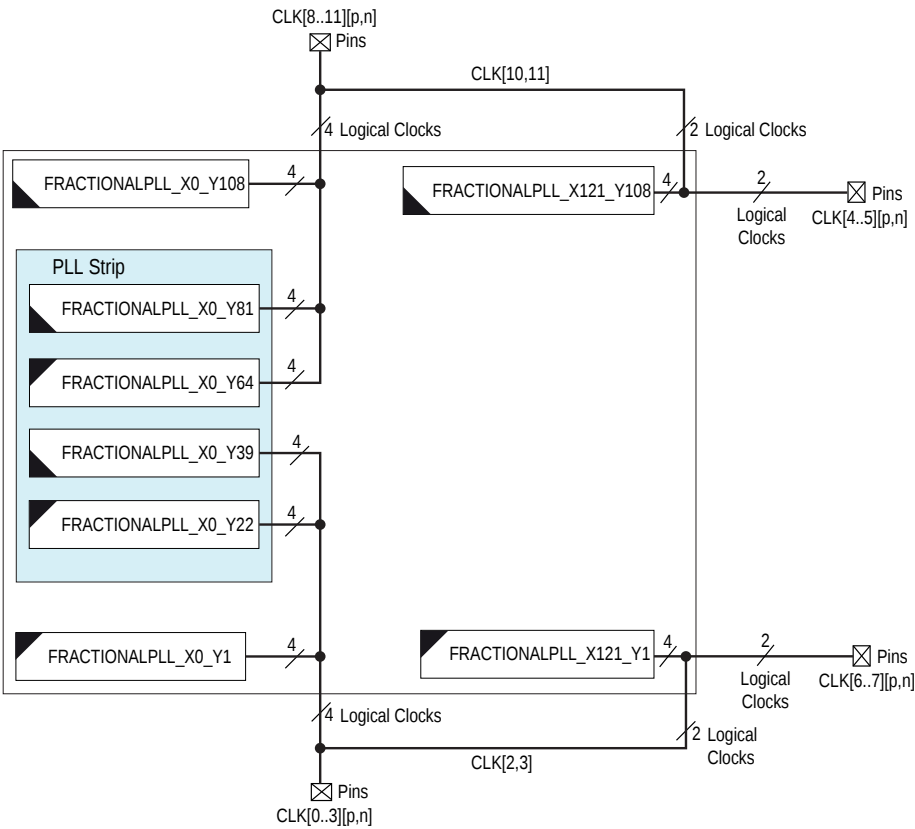 CLK[8..11][p,n]
Pins
CLK[10,11]
4 Logical Clocks
2 Logical Clocks
FRACTIONALPLL_X0_Y108
4
FRACTIONALPLL_X121_Y108
4
2
Logical
Clocks
Pins
CLK[4..5][p,n]
PLL Strip
FRACTIONALPLL_X0_Y81
4
FRACTIONALPLL_X0_Y64
4
FRACTIONALPLL_X0_Y39
4
FRACTIONALPLL_X0_Y22
4
FRACTIONALPLL_X0_Y1
4
FRACTIONALPLL_X121_Y1
4
2
Logical
Clocks
Pins
CLK[6..7][p,n]
4 Logical Clocks
2 Logical
Clocks
CLK[2,3]
Pins
CLK[0..3][p,n]